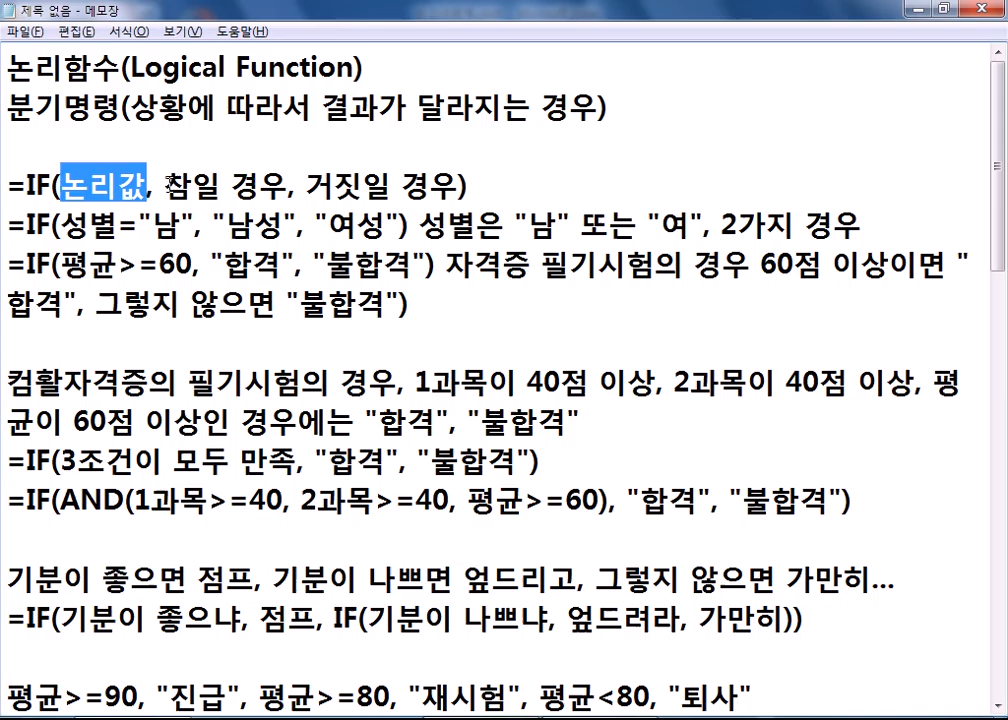 제목 없음 - 메모장
파일(F) 편집(E) 서식(O) 보기(V) 도움말(H)
논리함수(Logical Function)
분기명령(상황에 따라서 결과가 달라지는 경우)
=IF(논리값, 참일 경우, 거짓일 경우)
=IF(성별="남", "남성", "여성") 성별은 "남" 또는 "여", 2가지 경우
=IF(평균>=60, "합격", "불합격") 자격증 필기시험의 경우 60점 이상이면 "
합격", 그렇지 않으면 "불합격")
컴활자격증의 필기시험의 경우, 1과목이 40점 이상, 2과목이 40점 이상, 평
균이 60점 이상인 경우에는 "합격", "불합격"
=IF(3조건이 모두 만족, "합격", "불합격")
=IF(AND(1과목>=40, 2과목>=40, 평균>=60), "합격", "불합격")
기분이 좋으면 점프, 기분이 나쁘면 엎드리고, 그렇지 않으면 가만히...
=IF(기분이 좋으냐, 점프, IF(기분이 나쁘냐, 엎드려라, 가만히))
평균>=90, "진급", 평균>=80, "재시험", 평균<80, "퇴사"